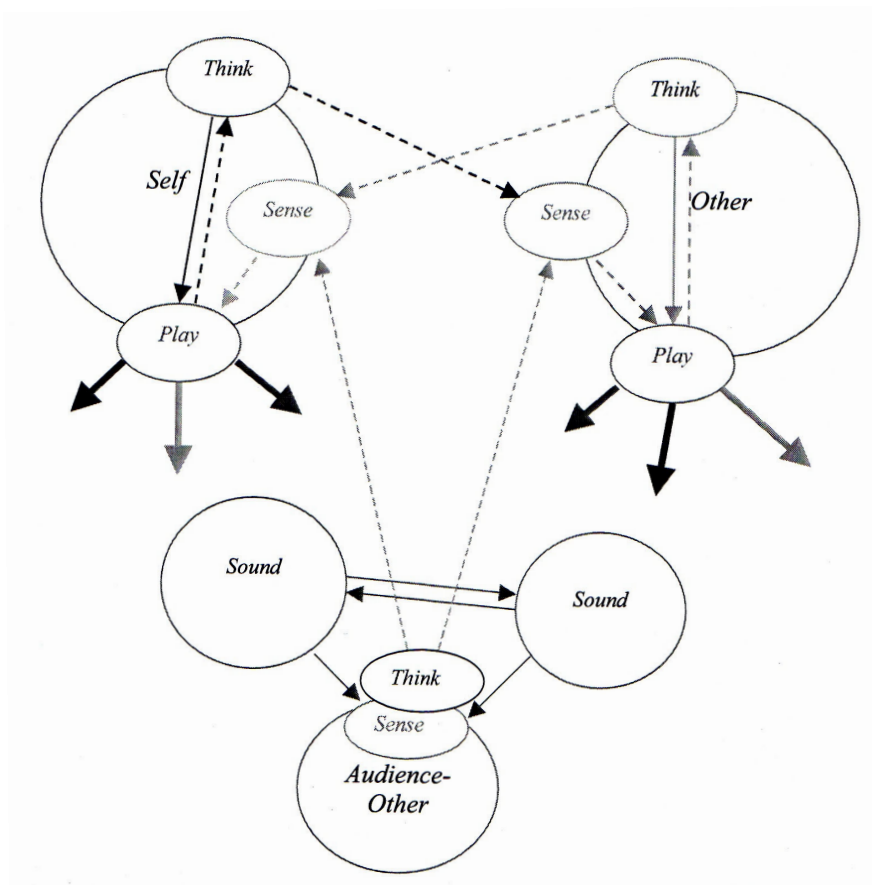 Think
Think
Self
Sense
Sense
Other
Play
Play
Sound
Sound
Think
Sense
Audience-
Other